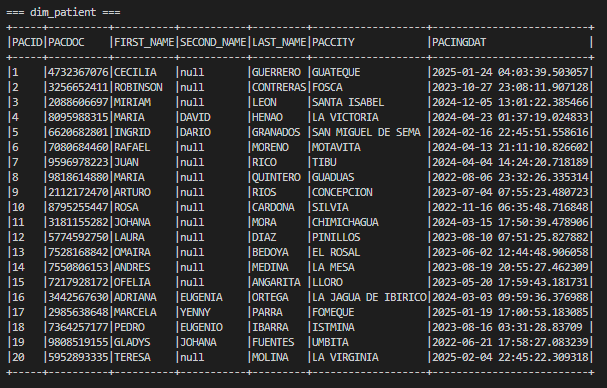 === dim_patient ===
+-----+----------+----------+-----------+---------+------------------+--------------------------+
|PACID|PACDOC    |FIRST_NAME|SECOND_NAME|LAST_NAME|PACCITY           |PACINGDAT                 |
+-----+----------+----------+-----------+---------+------------------+--------------------------+
|1    |4732367076|CECILIA   |null       |GUERRERO |GUATEQUE          |2025-01-24 04:03:39.503057|
|2    |3256652411|ROBINSON  |null       |CONTRERAS|FOSCA             |2023-10-27 23:08:11.907128|
|3    |2088606697|MIRIAM    |null       |LEON     |SANTA ISABEL      |2024-12-05 13:01:22.385466|
|4    |8095988315|MARIA     |DAVID      |HENAO    |LA VICTORIA       |2024-04-23 01:37:19.024833|
|5    |6620682801|INGRID    |DARIO      |GRANADOS |SAN MIGUEL DE SEMA|2024-02-16 22:45:51.558616|
|6    |7080684460|RAFAEL    |null       |MORENO   |MOTAVITA          |2024-04-13 21:11:10.826602|
|7    |9596978223|JUAN      |null       |RICO     |TIBU              |2024-04-04 14:24:20.718189|
|8    |9818614880|MARIA     |null       |QUINTERO |GUADUAS           |2022-08-06 23:32:26.335314|
|9    |2112172470|ARTURO    |null       |RIOS     |CONCEPCION        |2023-07-04 07:55:23.480723|
|10   |8795255447|ROSA      |null       |CARDONA  |SILVIA            |2022-11-16 06:35:48.716848|
|11   |3181155282|JOHANA    |null       |MORA     |CHIMICHAGUA       |2024-03-15 17:50:39.478906|
|12   |5774592750|LAURA     |null       |DIAZ     |PINILLOS          |2023-08-10 07:51:25.827882|
|13   |7528168842|OMAIRA    |null       |BEDOYA   |EL ROSAL          |2023-06-02 12:44:48.906058|
|14   |7550806153|ANDRES    |null       |MEDINA   |LA MESA           |2023-08-19 20:55:27.462309|
|15   |7217928172|OFELIA    |null       |ANGARITA |LLORO             |2023-05-20 17:59:43.181731|
|16   |3442567630|ADRIANA   |EUGENIA    |ORTEGA   |LA JAGUA DE IBIRICO|2024-03-03 09:59:36.376988|
|17   |2985638648|MARCELA   |YENNY      |PARRA    |FOMEQUE           |2025-01-19 17:00:53.183085|
|18   |7364257177|PEDRO     |EUGENIO    |IBARRA   |ISTMINA           |2023-08-16 03:31:28.83709 |
|19   |9808519155|GLADYS    |JOHANA     |FUENTES  |UMBITA            |2022-06-21 17:58:27.083239|
|20   |5952893335|TERESA    |null       |MOLINA   |LA VIRGINIA       |2025-02-04 22:45:22.309318|
+-----+----------+----------+-----------+---------+------------------+--------------------------+